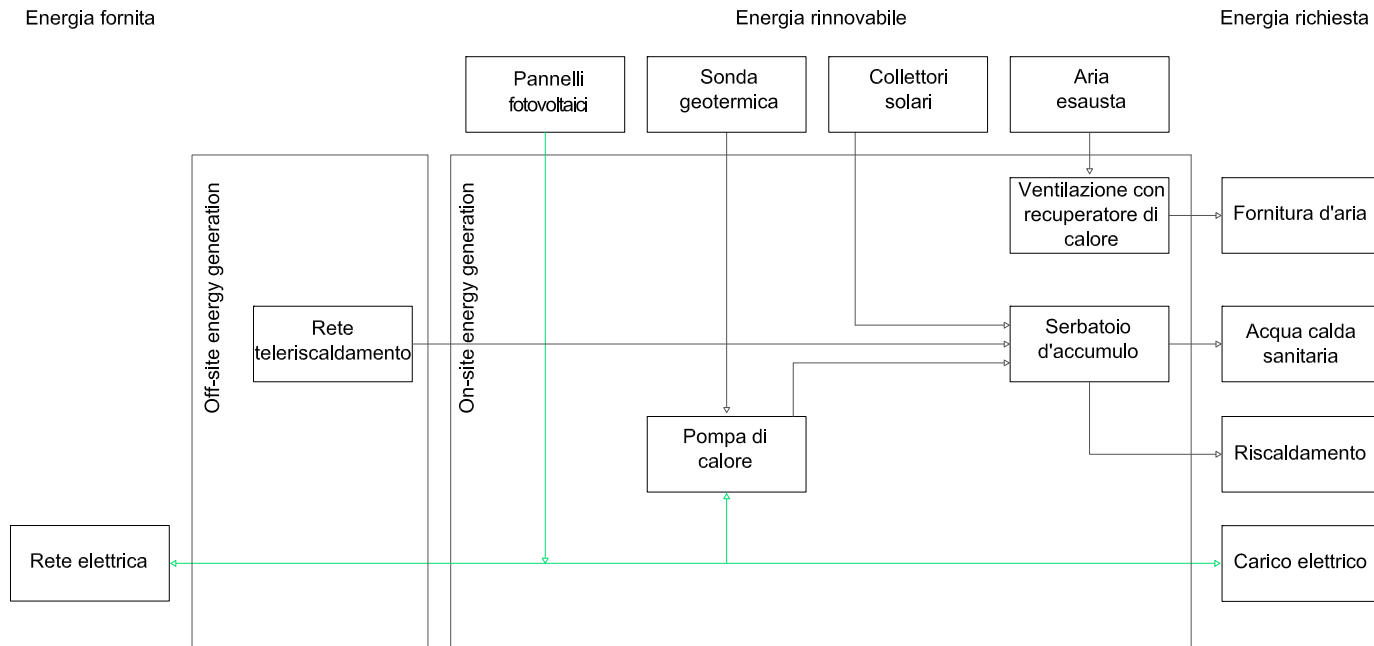 Energia fornita
Energia rinnovabile
Energia richiesta
Pannelli
fotovoltaici
Sonda
geotermica
Collettori
solari
Aria
esausta
Off-site energy generation
On-site energy generation
Ventilazione con
recuperatore di
calore
Fornitura d'aria
Rete
teleriscaldamento
Serbatoio
d'accumulo
Acqua calda
sanitaria
Pompa di
calore
Riscaldamento
Rete elettrica
Carico elettrico